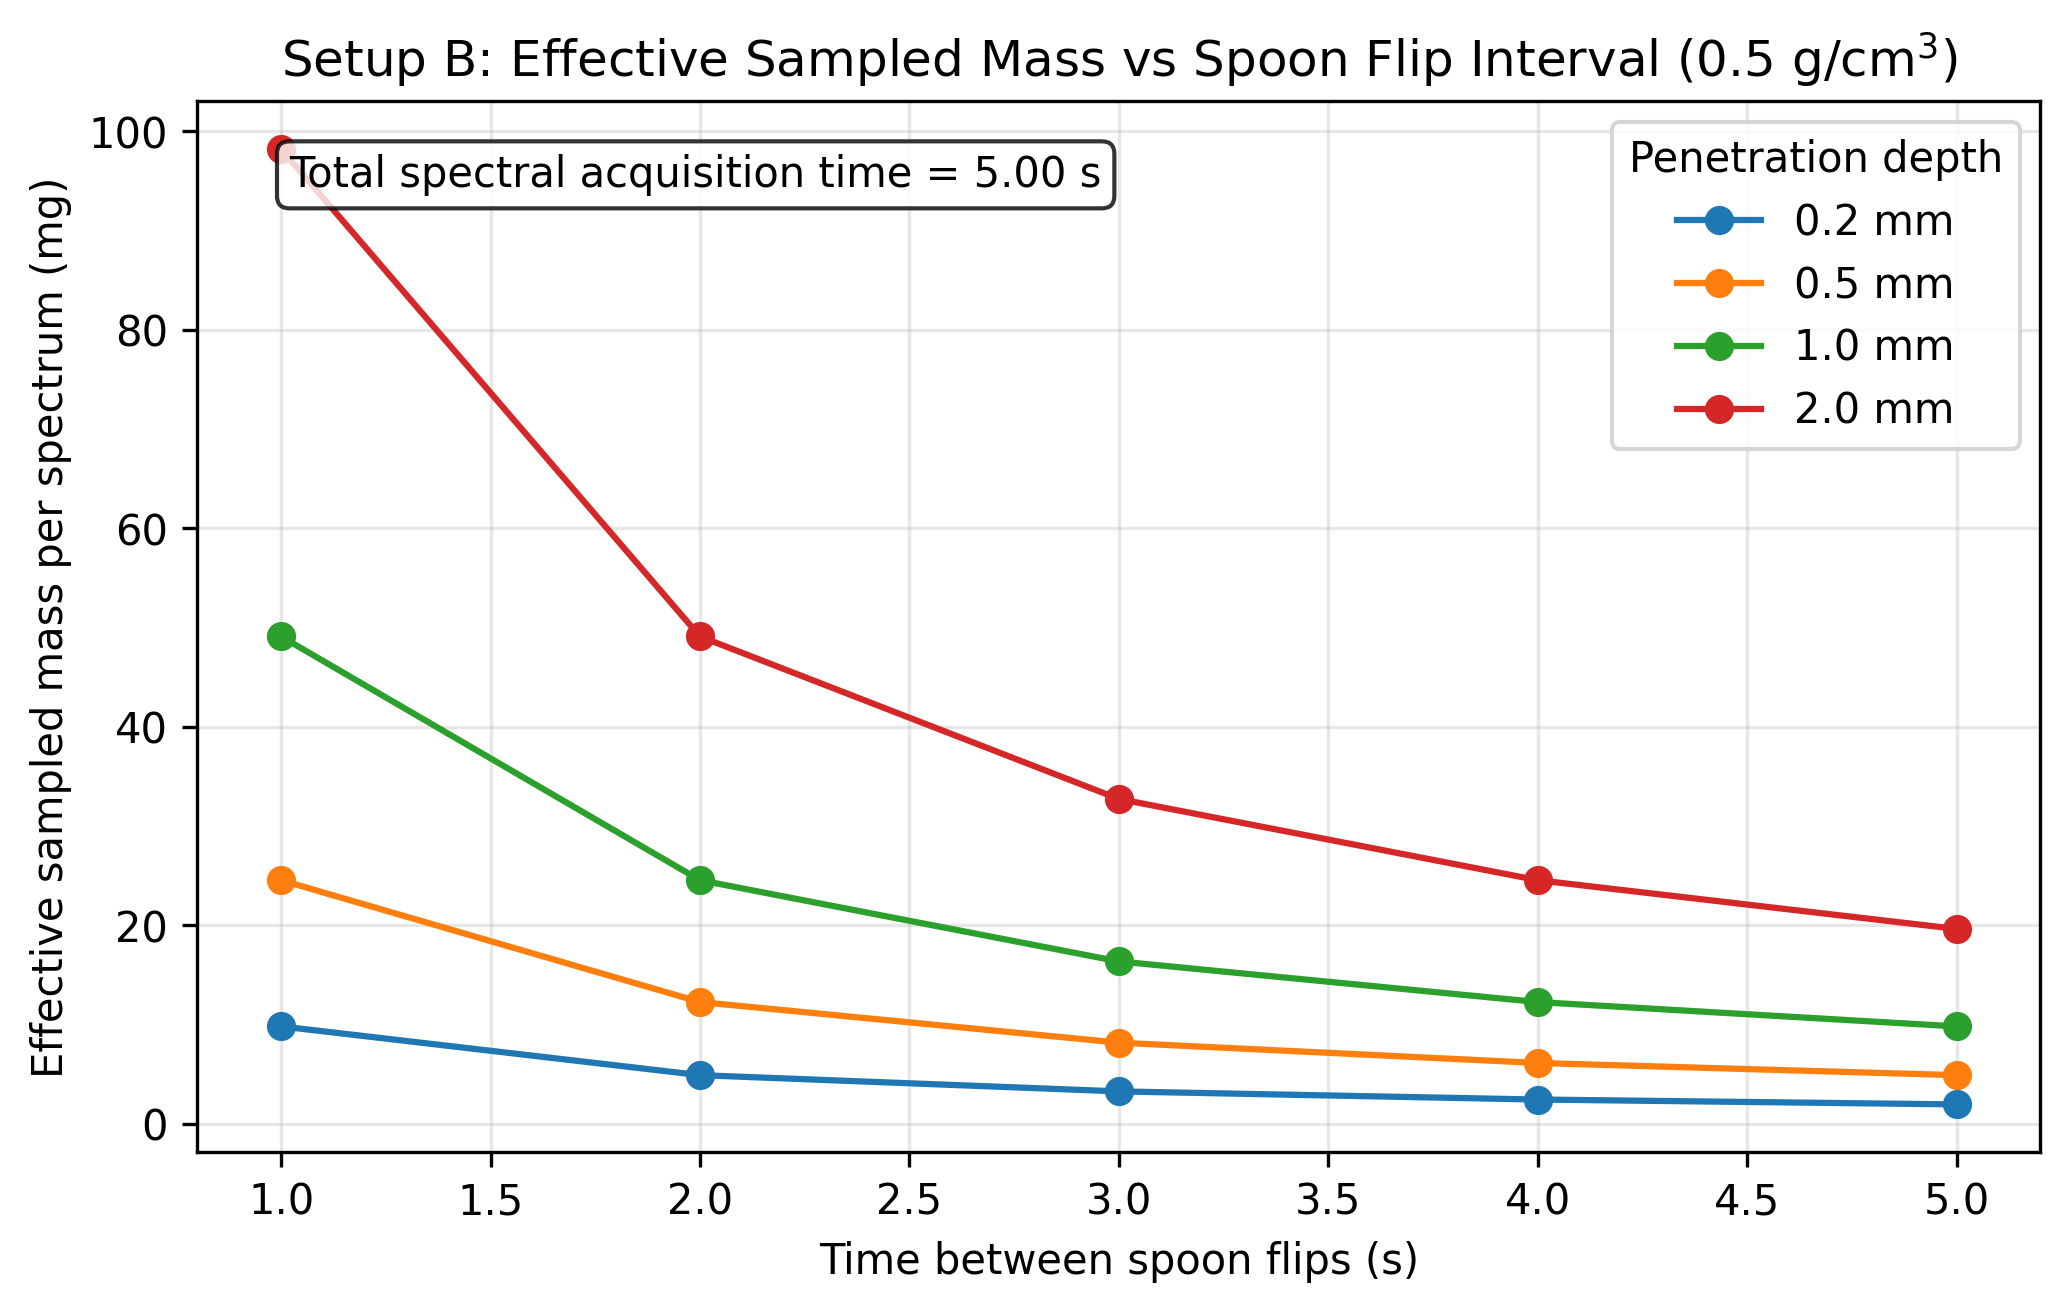 Setup B: Effective Sampled Mass vs Spoon Flip Interval (0.5 g/cm³)
Effective sampled mass per spectrum (mg)
100
80
60
40
20
0
Total spectral acquisition time = 5.00 s
Penetration depth
0.2 mm
0.5 mm
1.0 mm
2.0 mm
1.0 1.5 2.0 2.5 3.0 3.5 4.0 4.5 5.0
Time between spoon flips (s)